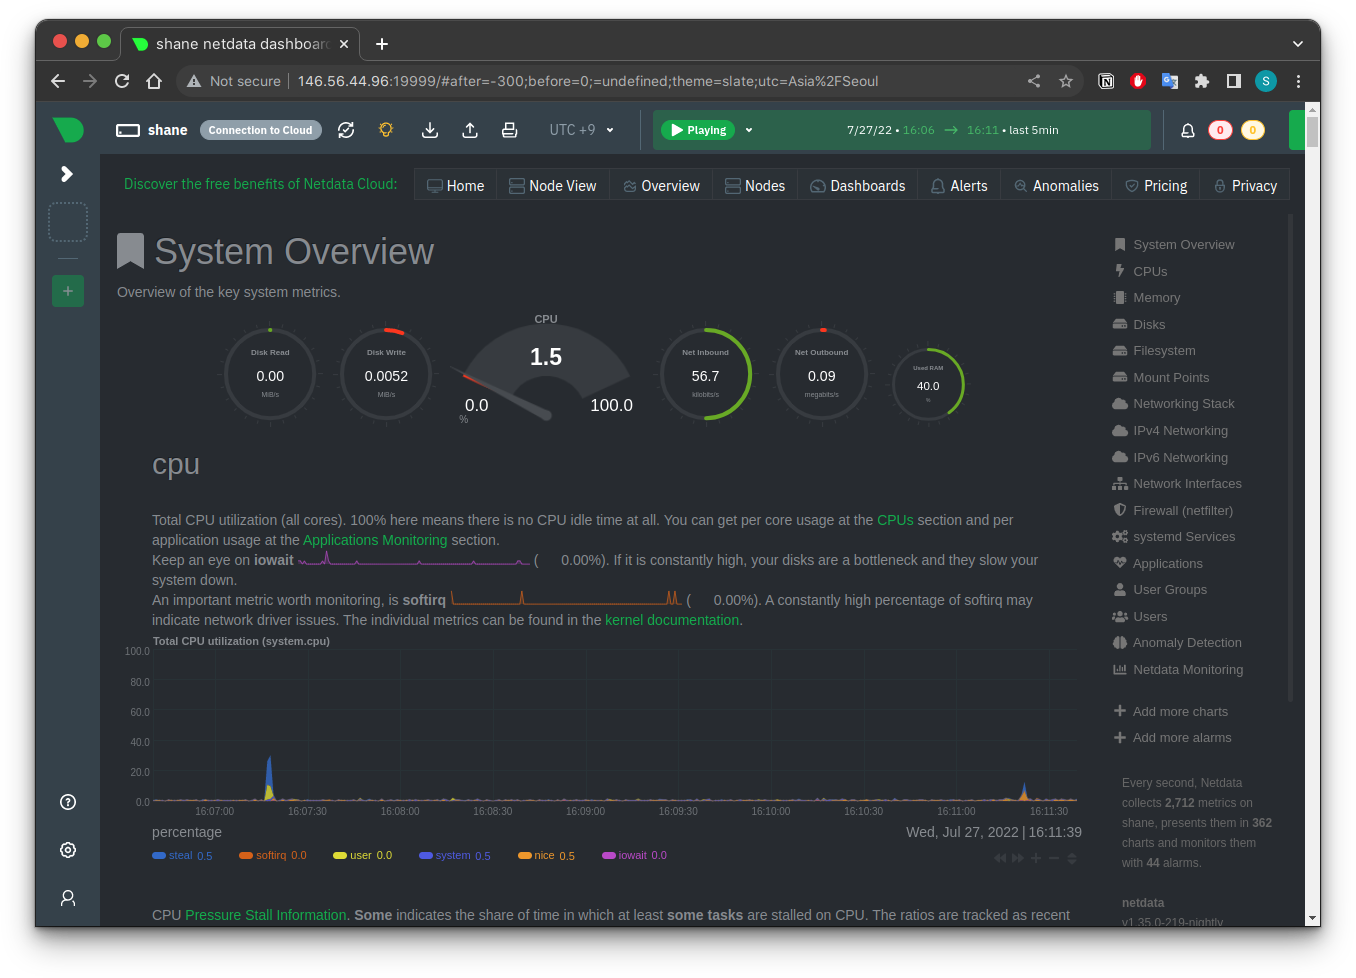 shane netdata dashboard
Not secure
146.56.44.96:19999/#after=-300;before=0;=undefined;theme=slate;utc=Asia%2FSeoul
S
shane
Connection to Cloud
UTC +9
Playing
7/27/22 • 16:06 → 16:11 • last 5min
0
0
Discover the free benefits of Netdata Cloud:
Home
Node View
Overview
Nodes
Dashboards
Alerts
Anomalies
Pricing
Privacy
System Overview
Overview of the key system metrics.
Disk Read
0.00
MiB/s
Disk Write
0.0052
MiB/s
CPU
1.5
0.0
100.0
%
Net Inbound
56.7
kilobits/s
Net Outbound
0.09
megabits/s
Used RAM
40.0
%
cpu
Total CPU utilization (all cores). 100% here means there is no CPU idle time at all. You can get per core usage at the CPUs section and per
application usage at the Applications Monitoring section.
Keep an eye on iowait ( 0.00%). If it is constantly high, your disks are a bottleneck and they slow your
system down.
An important metric worth monitoring, is softirq ( 0.00%). A constantly high percentage of softirq may
indicate network driver issues. The individual metrics can be found in the kernel documentation.
Total CPU utilization (system.cpu)
100.0
80.0
60.0
40.0
20.0
0.0
16:07:00
16:07:30
16:08:00
16:08:30
16:09:00
16:09:30
16:10:00
16:10:30
16:11:00
16:11:30
percentage
Wed, Jul 27, 2022 | 16:11:39
steal 0.5
softirq 0.0
user 0.0
system 0.5
nice 0.5
iowait 0.0
CPU Pressure Stall Information. Some indicates the share of time in which at least some tasks are stalled on CPU. The ratios are tracked as recent
System Overview
CPUs
Memory
Disks
Filesystem
Mount Points
Networking Stack
IPv4 Networking
IPv6 Networking
Network Interfaces
Firewall (netfilter)
systemd Services
Applications
User Groups
Users
Anomaly Detection
Netdata Monitoring
Add more charts
Add more alarms
Every second, Netdata
collects 2,712 metrics on
shane, presents them in 362
charts and monitors them
with 44 alarms.
netdata
v1.35.0-219-nightly